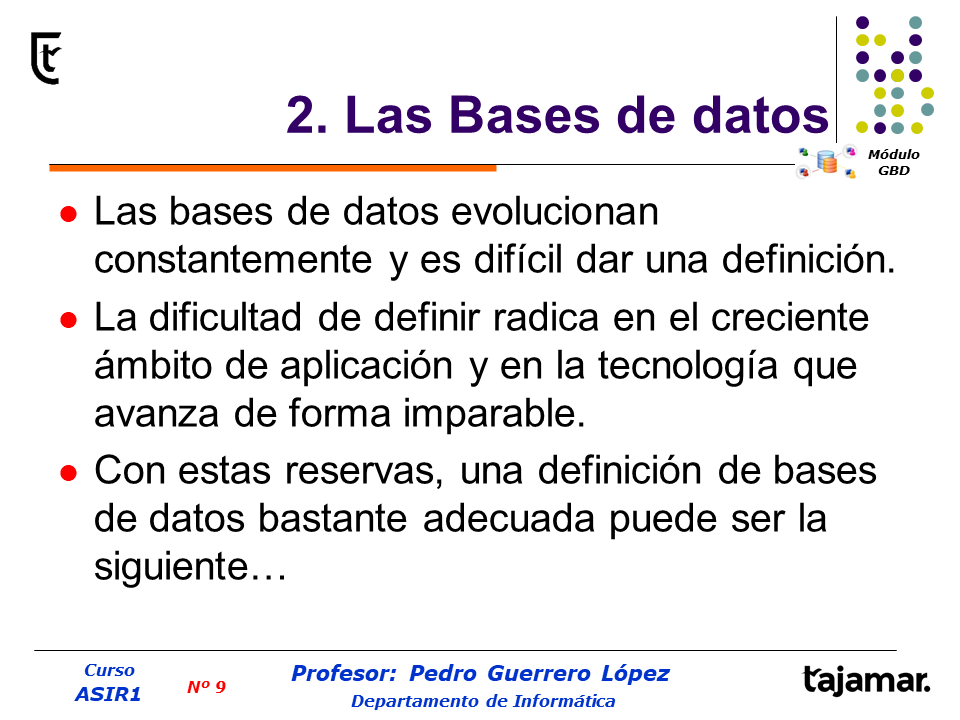 2. Las Bases de datos
Módulo
GBD
● Las bases de datos evolucionan
constantemente y es difícil dar una definición.
● La dificultad de definir radica en el creciente
ámbito de aplicación y en la tecnología que
avanza de forma imparable.
● Con estas reservas, una definición de bases
de datos bastante adecuada puede ser la
siguiente…
Curso
ASIR1
Nº 9
Profesor: Pedro Guerrero López
Departamento de Informática
tajamar.